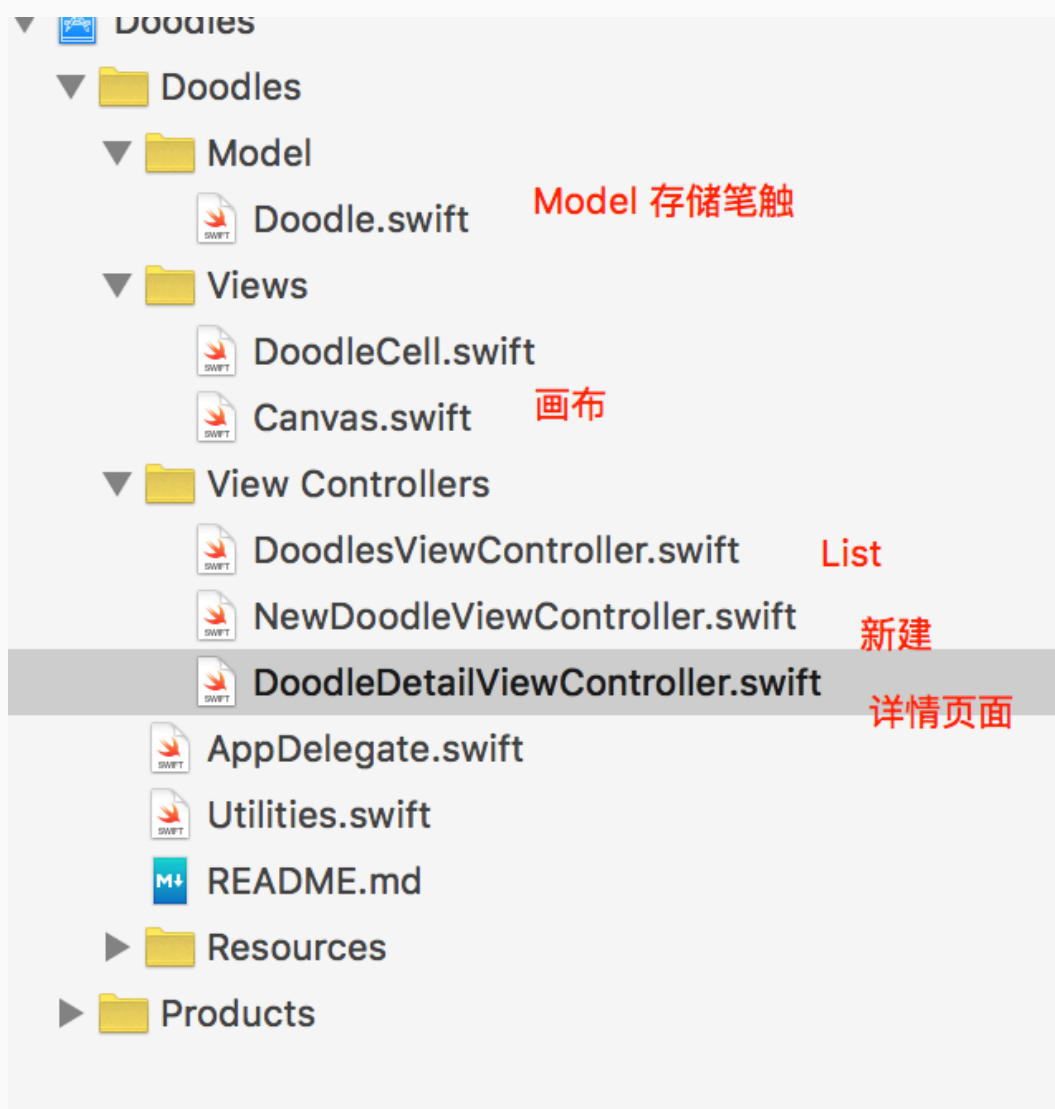 Doodles
Doodles
Model
Doodle.swift
Model 存储笔触
Views
DoodleCell.swift
Canvas.swift
画布
View Controllers
DoodlesViewController.swift
List
NewDoodleViewController.swift
新建
DoodleDetailViewController.swift
详情页面
AppDelegate.swift
Utilities.swift
README.md
Resources
Products